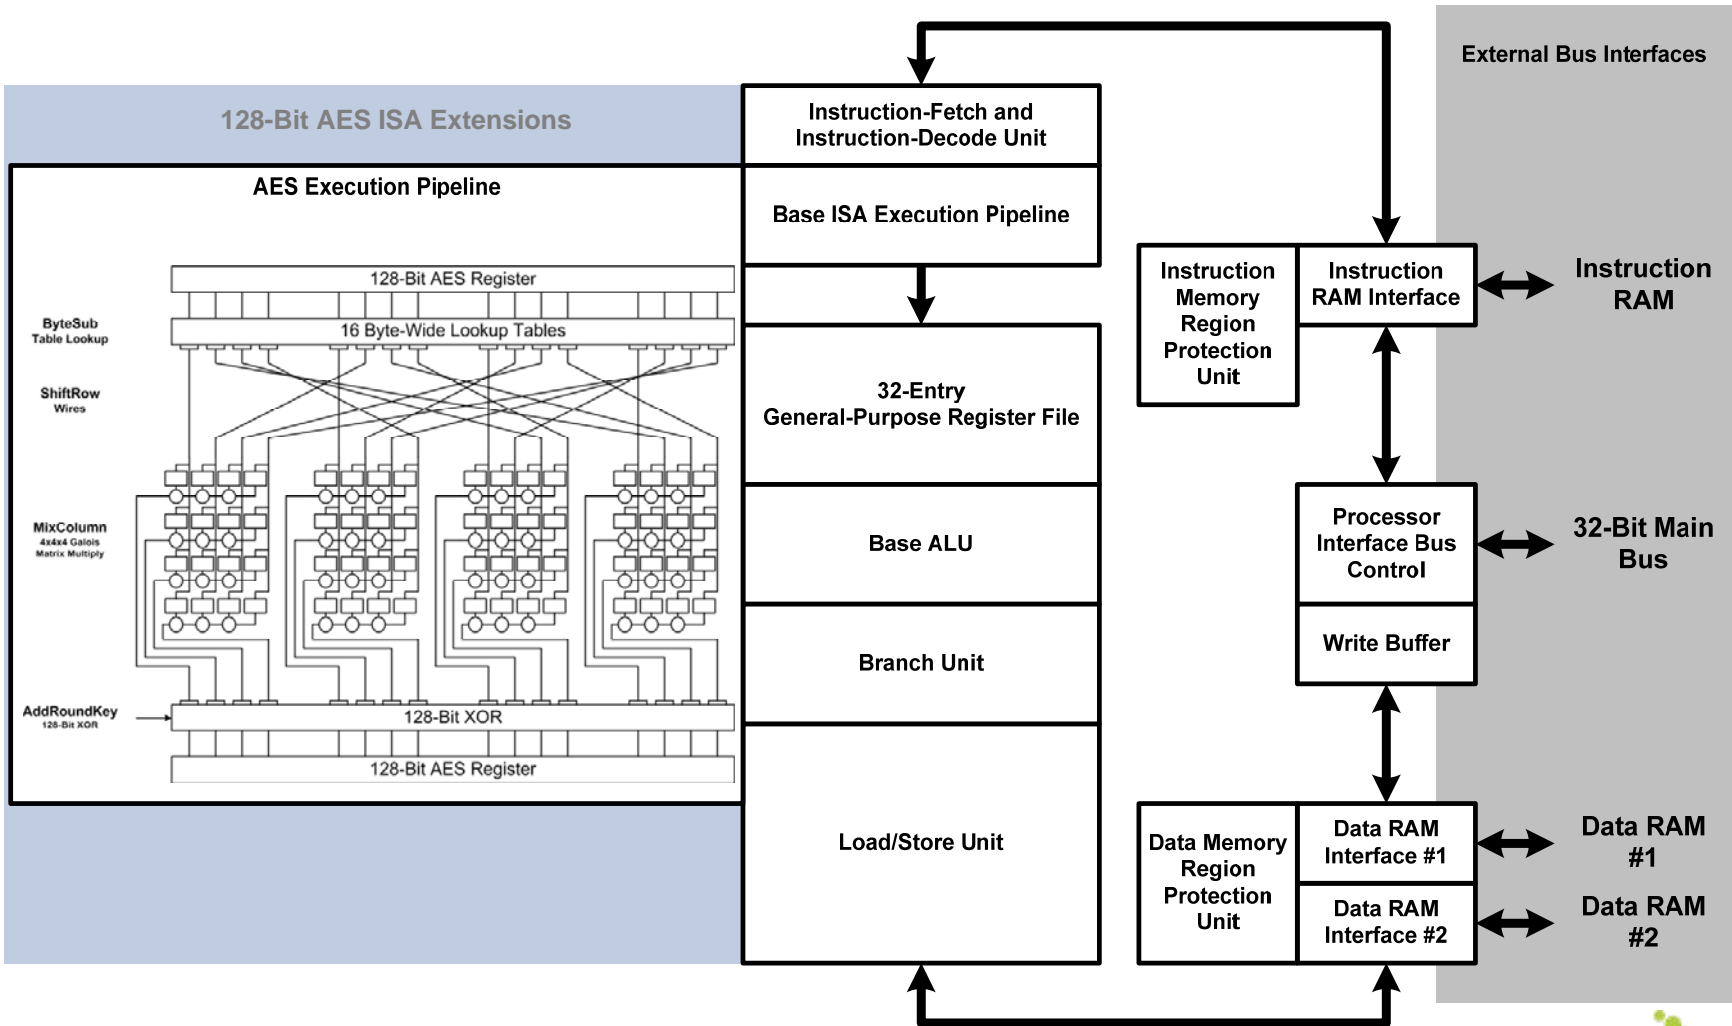 External Bus Interfaces
128-Bit AES ISA Extensions
Instruction-Fetch and
Instruction-Decode Unit
AES Execution Pipeline
Base ISA Execution Pipeline
128-Bit AES Register
ByteSub
Table Lookup
16 Byte-Wide Lookup Tables
ShiftRow
Wires
MixColumn
4x4x4 Galois
Matrix Multiply
AddRoundKey
128-Bit XOR
128-Bit XOR
128-Bit AES Register
32-Entry
General-Purpose Register File
Base ALU
Branch Unit
Load/Store Unit
Instruction
Memory
Region
Protection
Unit
Instruction
RAM Interface
Instruction
RAM
Processor
Interface Bus
Control
32-Bit Main
Bus
Write Buffer
Data Memory
Region
Protection
Unit
Data RAM
Interface #1
Data RAM
#1
Data RAM
Interface #2
Data RAM
#2